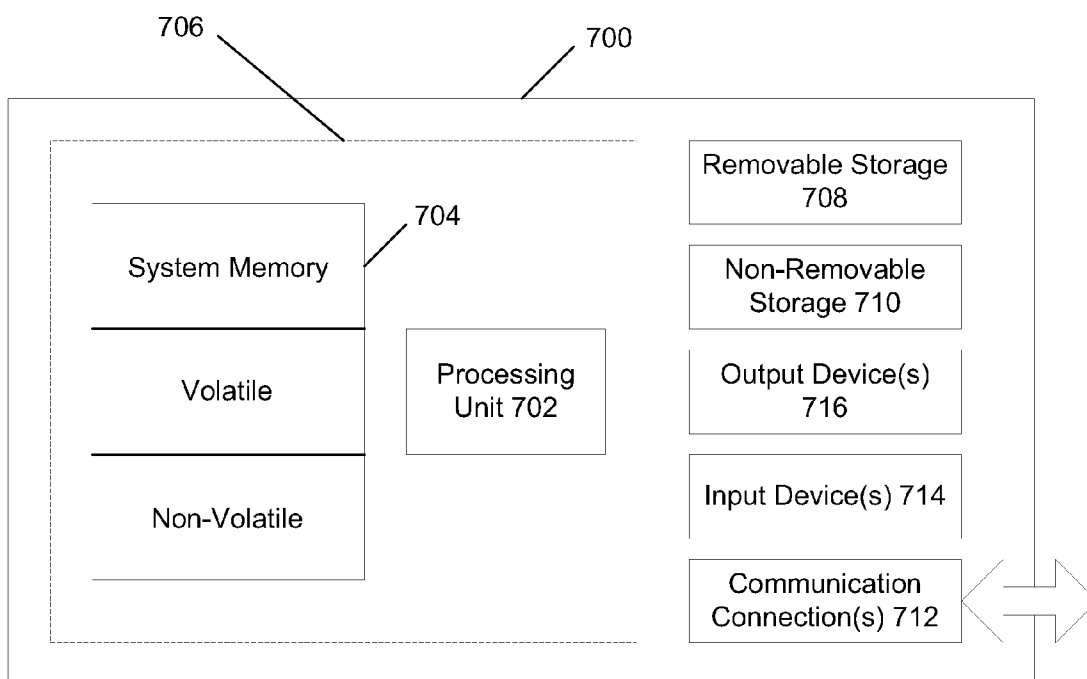 706
700
704
System Memory
Volatile
Non-Volatile
Processing
Unit 702
Removable Storage
708
Non-Removable
Storage 710
Output Device(s)
716
Input Device(s) 714
Communication
Connection(s) 712